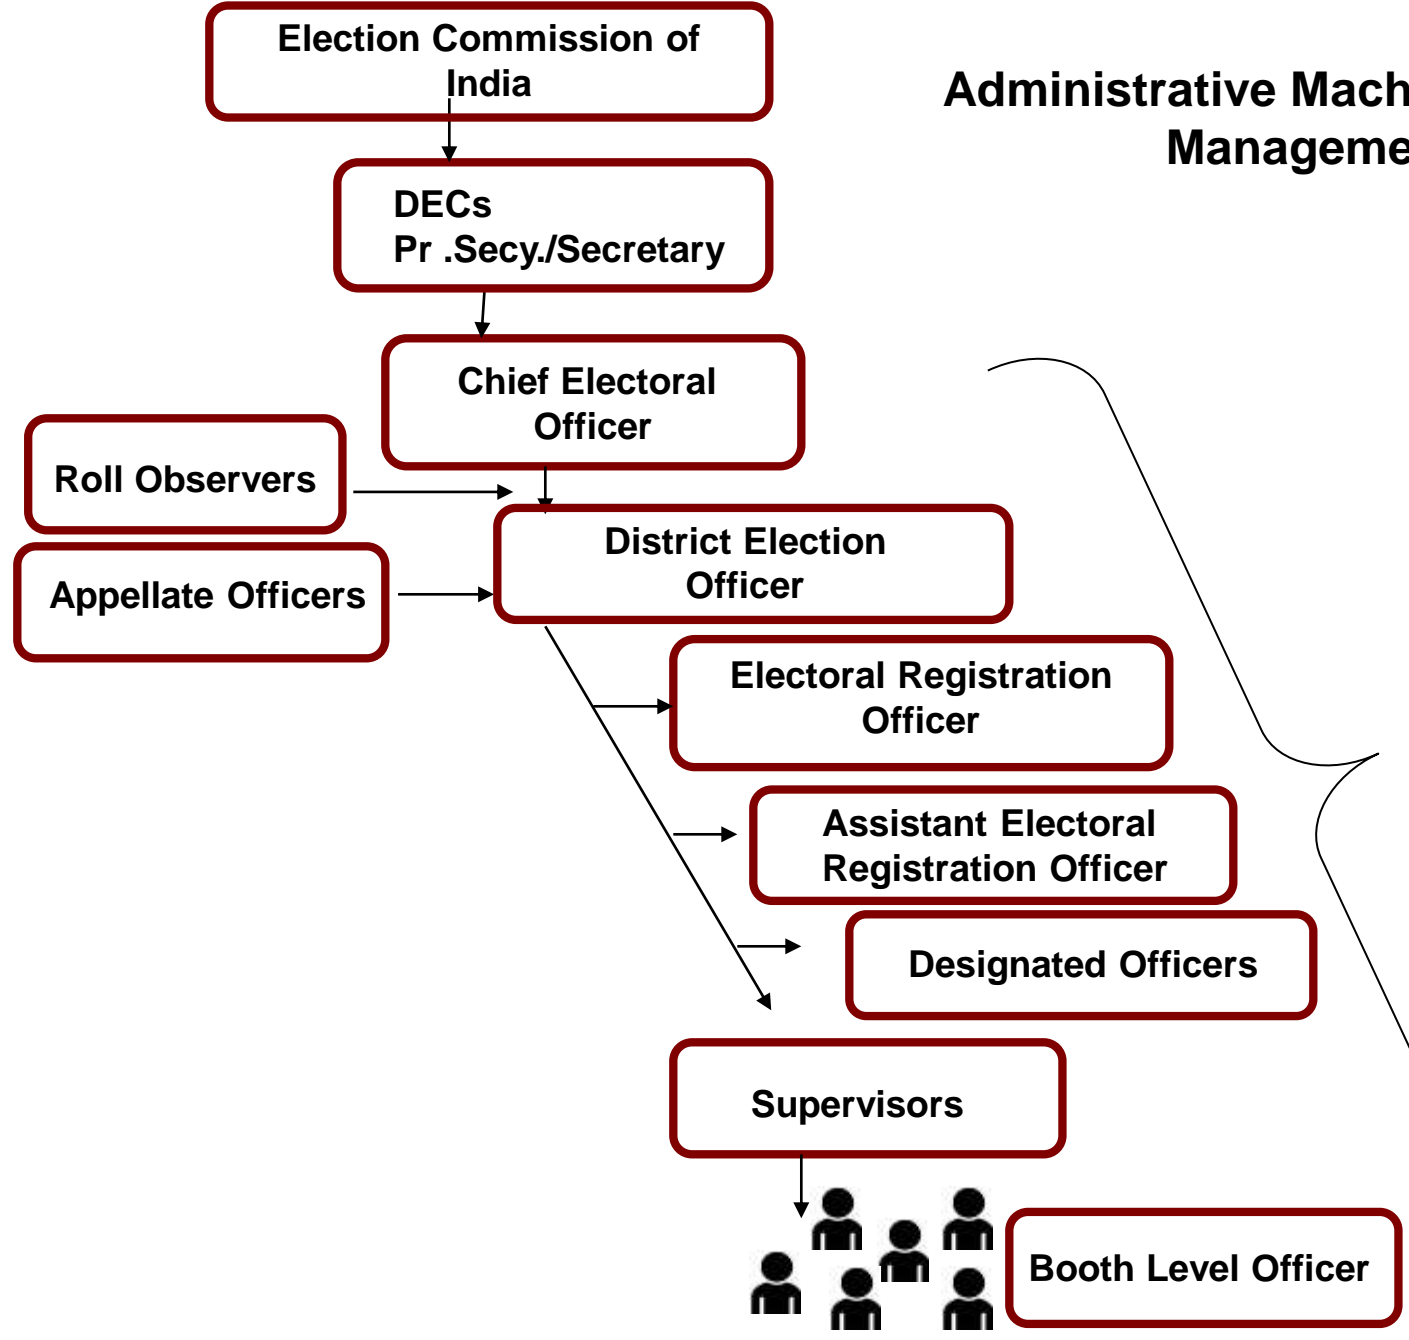 Election Commission of
India
Administrative Mach
Manageme
DECs
Pr .Secy./Secretary
Chief Electoral
Officer
Roll Observers
District Election
Officer
Appellate Officers
Electoral Registration
Officer
Assistant Electoral
Registration Officer
Designated Officers
Supervisors
Booth Level Officer